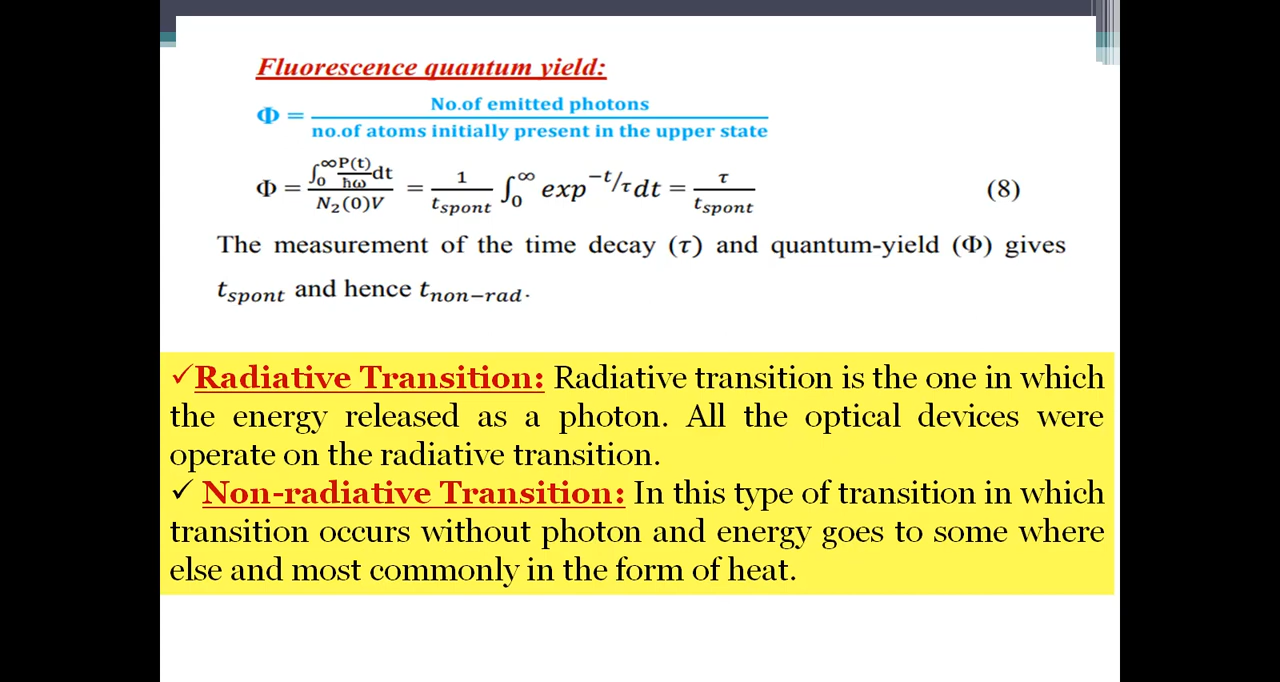 Fluorescence quantum yield:
Φ = No.of emitted photons / no.of atoms initially present in the upper state
Φ = ∫₀^∞ P(t)/ħω dt / N₂(0)V = 1/t_spont ∫₀^∞ exp^(−t/τ) dt = τ/t_spont (8)
The measurement of the time decay (τ) and quantum-yield (Φ) gives
t_spont and hence t_non−rad.
✓Radiative Transition: Radiative transition is the one in which
the energy released as a photon. All the optical devices were
operate on the radiative transition.
✓ Non-radiative Transition: In this type of transition in which
transition occurs without photon and energy goes to some where
else and most commonly in the form of heat.